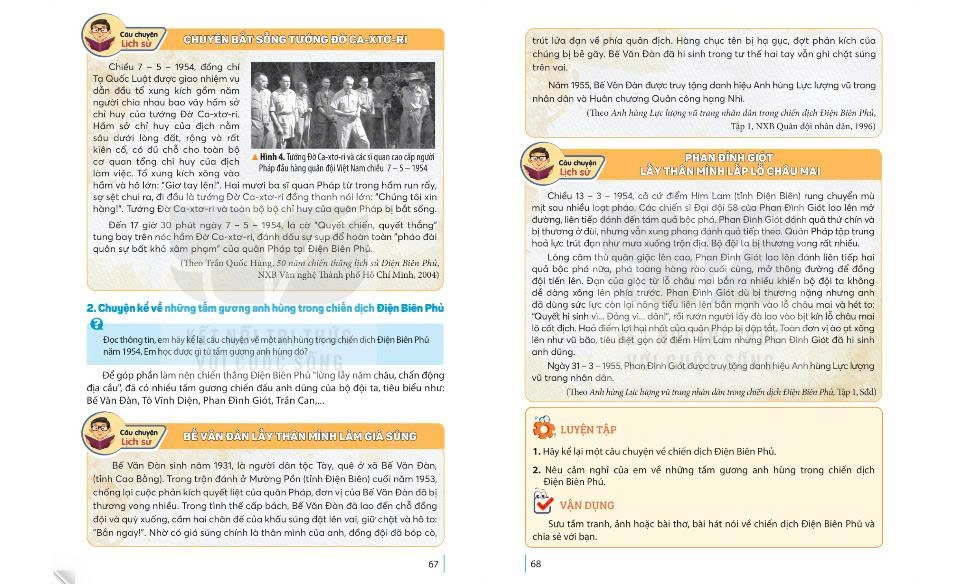 Câu chuyện
Lịch sử
CHUYỆN BẮT SỐNG TƯỚNG ĐỜ CA-XTƠ-RI
Chiều 7 – 5 – 1954, đồng chí
Tạ Quốc Luật được giao nhiệm vụ
dẫn đầu tổ xung kích gồm năm
người chia nhau bao vây hầm sở
chỉ huy của tướng Đờ Ca-xtơ-ri.
Hầm sở chỉ huy của địch nằm
sâu dưới lòng đất, rộng và rất
kiên cố, có đủ chỗ cho toàn bộ
cơ quan tổng chỉ huy của địch
làm việc. Tổ xung kích xông vào
hầm và hô lớn: "Giơ tay lên!". Hai mươi ba sĩ quan Pháp từ trong hầm run rẩy,
sợ sệt chui ra, đi đầu là tướng Đờ Ca-xtơ-ri đồng thanh nói lớn: "Chúng tôi xin
hàng!". Tướng Đờ Ca-xtơ-ri và toàn bộ bộ chỉ huy của quân Pháp bị bắt sống.
Hình 4. Tướng Đờ Ca-xtơ-ri và các sĩ quan cao cấp người
Pháp đầu hàng quân đội Việt Nam chiều 7 – 5 – 1954
Đến 17 giờ 30 phút ngày 7 – 5 – 1954, lá cờ "Quyết chiến, quyết thắng"
tung bay trên nóc hầm Đờ Ca-xtơ-ri, đánh dấu sự sụp đổ hoàn toàn "pháo đài
quân sự bất khả xâm phạm" của quân Pháp tại Điện Biên Phủ.
(Theo Trần Quốc Hùng, 50 năm chiến thắng lịch sử Điện Biên Phủ,
NXB Văn nghệ Thành phố Hồ Chí Minh, 2004)
2. Chuyện kể về những tấm gương anh hùng trong chiến dịch Điện Biên Phủ
?
Đọc thông tin, em hãy kể lại câu chuyện về một anh hùng trong chiến dịch Điện Biên Phủ
năm 1954. Em học được gì từ tấm gương anh hùng đó?
KẾT NỐI TRI THỨC
VỚI CUỘC SỐNG
Để góp phần làm nên chiến thắng Điện Biên Phủ "lừng lẫy năm châu, chấn động
địa cầu", đã có nhiều tấm gương chiến đấu anh dũng của bộ đội ta, tiêu biểu như:
Bế Văn Đàn, Tô Vĩnh Diện, Phan Đình Giót, Trần Can,...
Câu chuyện
Lịch sử
BẾ VĂN ĐÀN LẤY THÂN MÌNH LÀM GIÁ SÚNG
Bế Văn Đàn sinh năm 1931, là người dân tộc Tày, quê ở xã Bế Văn Đàn,
(tỉnh Cao Bằng). Trong trận đánh ở Mường Pồn (tỉnh Điện Biên) cuối năm 1953,
chống lại cuộc phản kích quyết liệt của quân Pháp, đơn vị của Bế Văn Đàn đã bị
thương vong nhiều. Trong tình thế cấp bách, Bế Văn Đàn đã lao đến chỗ đồng
đội và quỳ xuống, cầm hai chân đế của khẩu súng đặt lên vai, giữ chặt và hô to:
"Bắn ngay!". Nhờ có giá súng chính là thân mình của anh, đồng đội đã bóp cò,
67
trút lửa đạn về phía quân địch. Hàng chục tên bị hạ gục, đợt phản kích của
chúng bị bẻ gãy. Bế Văn Đàn đã hi sinh trong tư thế hai tay vẫn ghì chặt súng
trên vai.
Năm 1955, Bế Văn Đàn được truy tặng danh hiệu Anh hùng Lực lượng vũ trang
nhân dân và Huân chương Quân công hạng Nhì.
(Theo Anh hùng Lực lượng vũ trang nhân dân trong chiến dịch Điện Biên Phủ,
Tập 1, NXB Quân đội nhân dân, 1996)
Câu chuyện
Lịch sử
PHAN ĐÌNH GIÓT
LẤY THÂN MÌNH LẤP LỖ CHÂU MAI
Chiều 13 – 3 – 1954, cả cứ điểm Him Lam (tỉnh Điện Biên) rung chuyển mù
mịt sau nhiều loạt pháo. Các chiến sĩ Đại đội 58 của Phan Đình Giót lao lên mở
đường, liên tiếp đánh đến tám quả bộc phá. Phan Đình Giót đánh quả thứ chín và
bị thương ở đùi, nhưng vẫn xung phong đánh quả tiếp theo. Quân Pháp tập trung
hoả lực trút đạn như mưa xuống trận địa. Bộ đội ta bị thương vong rất nhiều.
Lòng căm thù quân giặc lên cao, Phan Đình Giót lao lên đánh liên tiếp hai
quả bộc phá nữa, phá toang hàng rào cuối cùng, mở thông đường để đồng
đội tiến lên. Đạn của giặc từ lỗ châu mai bắn ra nhiều khiến bộ đội ta không
dễ dàng xông lên phía trước. Phan Đình Giót dù bị thương nặng nhưng anh
đã dùng sức lực còn lại nâng tiểu liên lên bắn mạnh vào lỗ châu mai và hét to:
"Quyết hi sinh vì... Đảng vì... dân!", rồi rướn người lấy đà lao vào bịt kín lỗ châu mai
lô cốt địch. Hoả điểm lợi hại nhất của quân Pháp bị dập tắt. Toàn đơn vị ào ạt xông
lên như vũ bão, tiêu diệt gọn cứ điểm Him Lam nhưng Phan Đình Giót đã hi sinh
anh dũng.
VỚI CUỘC SỐNG
Ngày 31 – 3 – 1955, Phan Đình Giót được truy tặng danh hiệu Anh hùng Lực lượng
vũ trang nhân dân.
(Theo Anh hùng Lực lượng vũ trang nhân dân trong chiến dịch Điện Biên Phủ, Tập 1, Sđd)
LUYỆN TẬP
1. Hãy kể lại một câu chuyện về chiến dịch Điện Biên Phủ.
2. Nêu cảm nghĩ của em về những tấm gương anh hùng trong chiến dịch
Điện Biên Phủ.
VẬN DỤNG
Sưu tầm tranh, ảnh hoặc bài thơ, bài hát nói về chiến dịch Điện Biên Phủ và
chia sẻ với bạn.
68